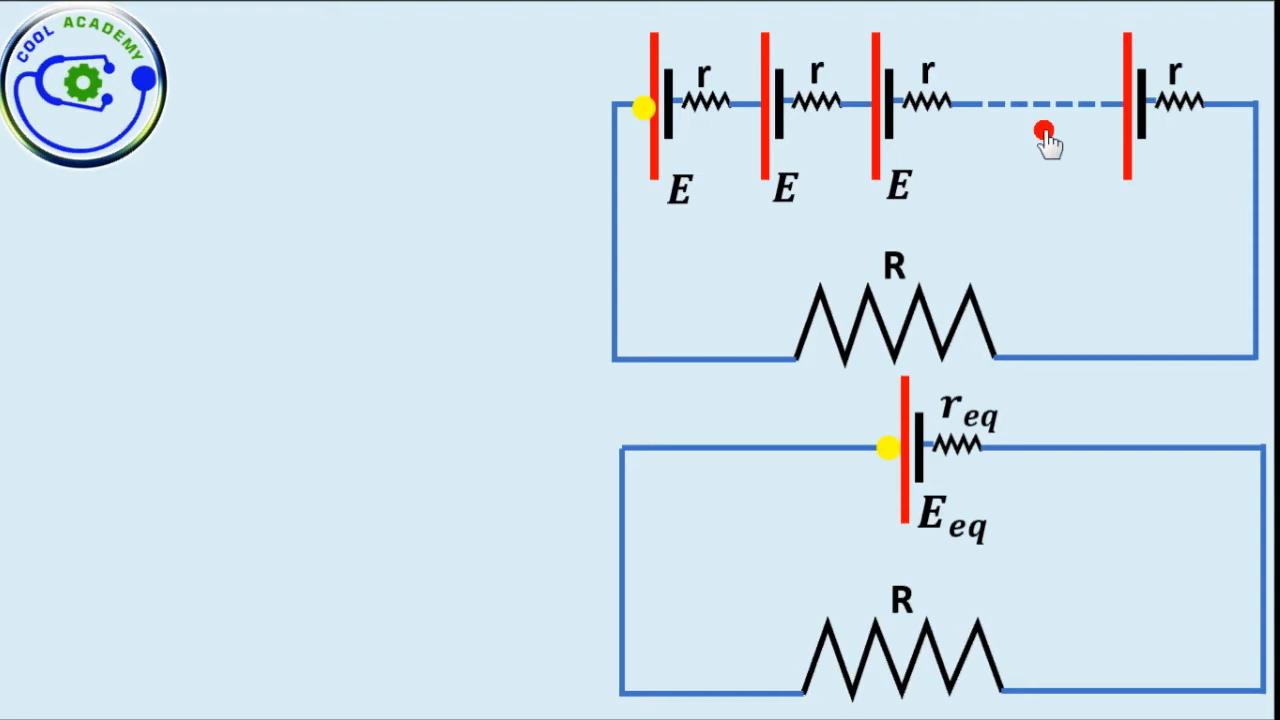 COOL ACADEMY
r r r r
E E E
R
r_eq
E_eq
R